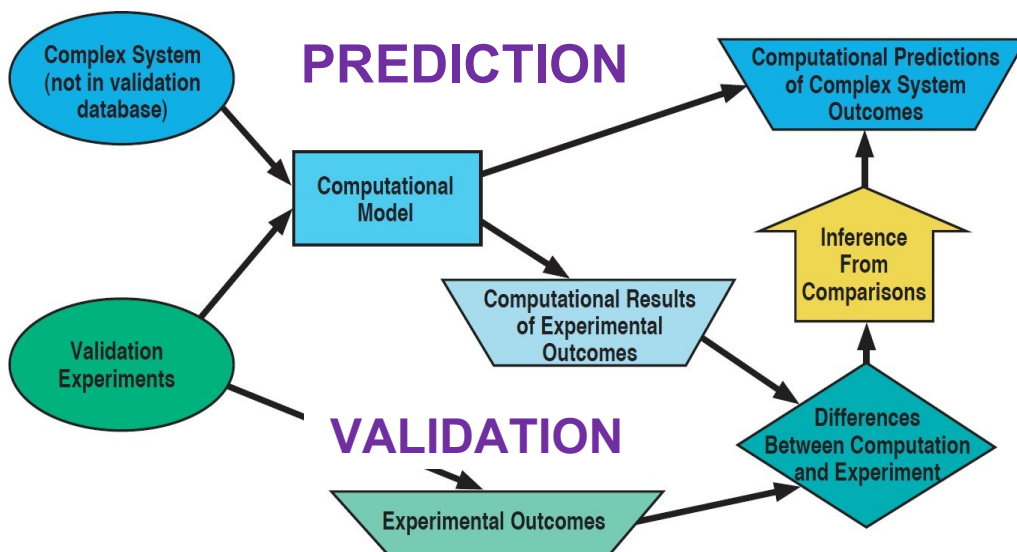 Complex System
(not in validation
database)
PREDICTION
Computational Predictions
of Complex System
Outcomes
Computational
Model
Inference
From
Comparisons
Computational Results
of Experimental
Outcomes
Validation
Experiments
VALIDATION
Differences
Between Computation
and Experiment
Experimental Outcomes